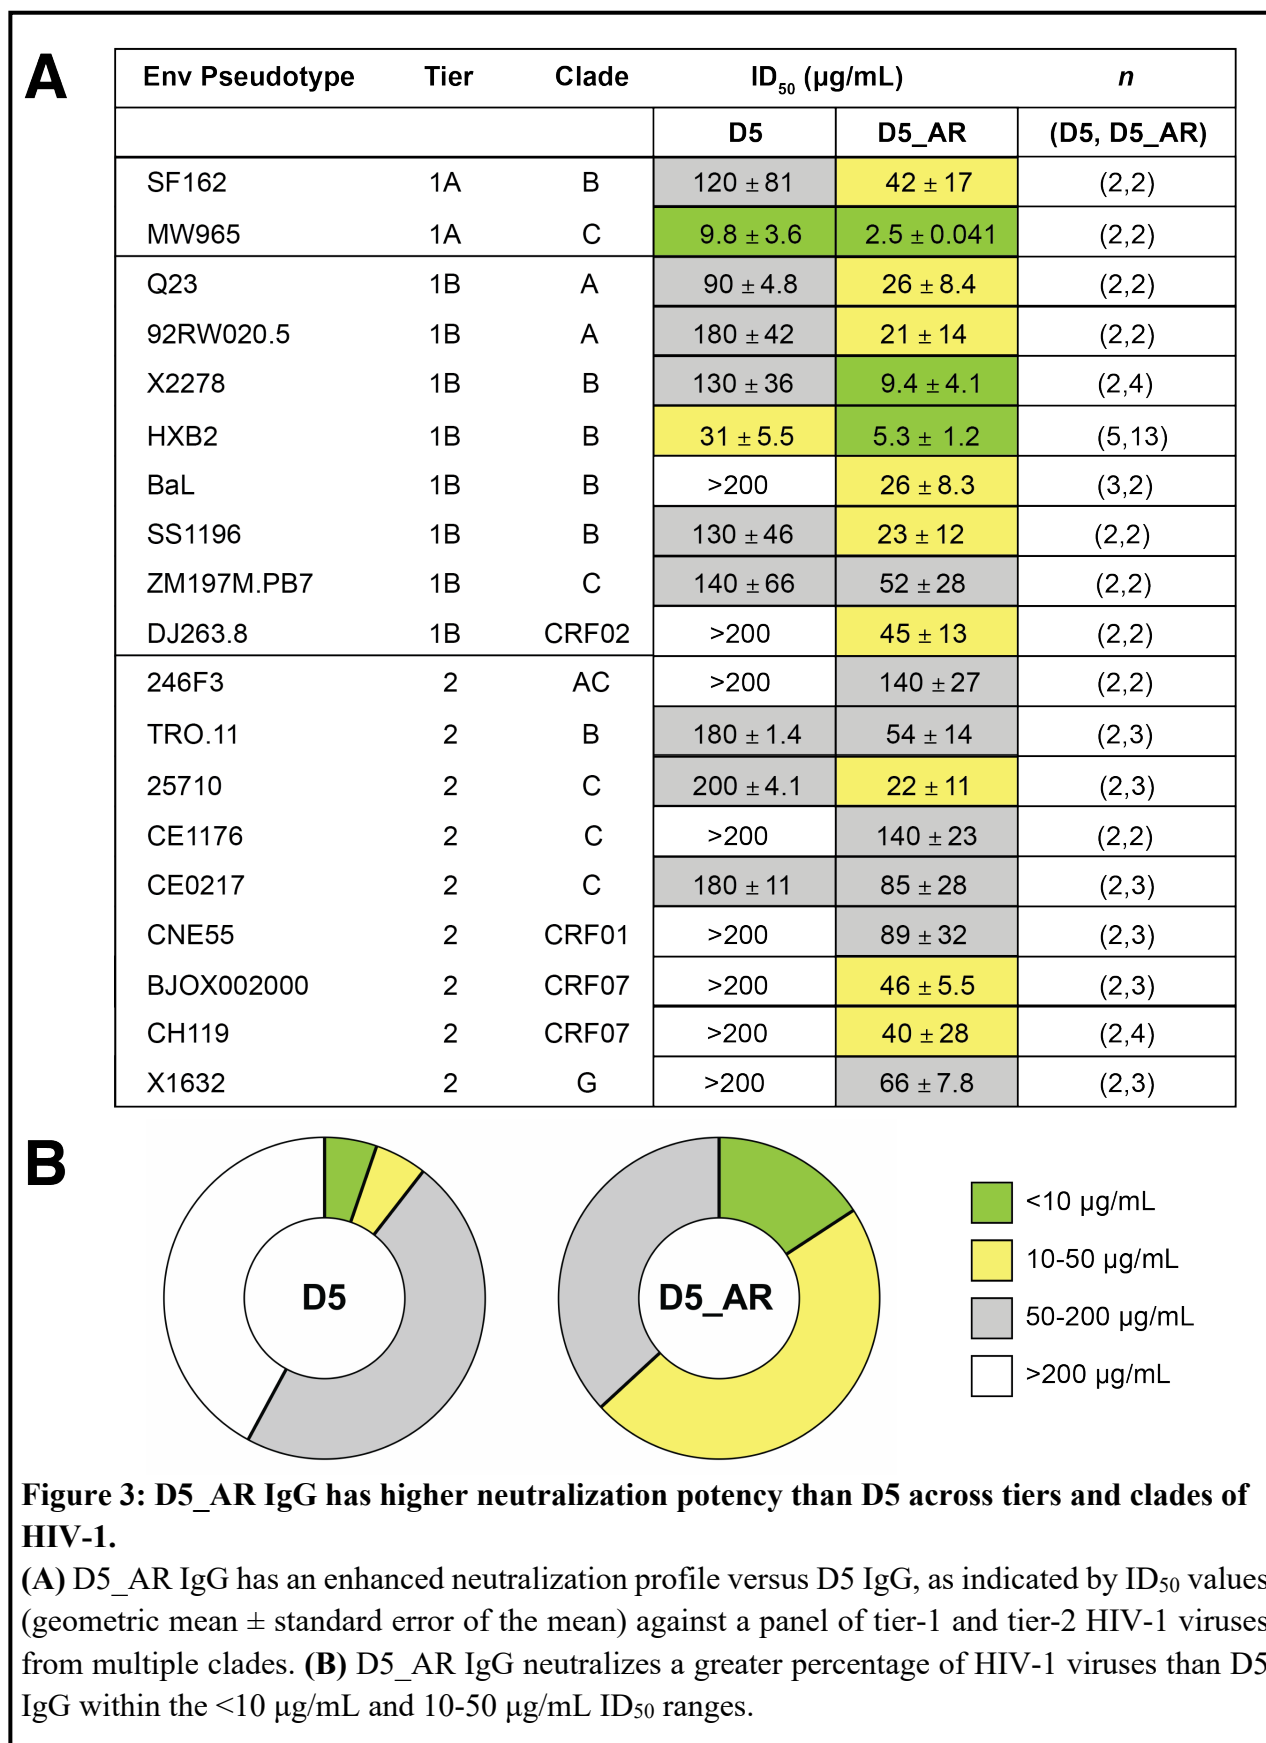 A
Env Pseudotype Tier Clade ID₅₀ (µg/mL) n
D5 D5_AR (D5, D5_AR)
SF162 1A B 120 ± 81 42 ± 17 (2,2)
MW965 1A C 9.8 ± 3.6 2.5 ± 0.041 (2,2)
Q23 1B A 90 ± 4.8 26 ± 8.4 (2,2)
92RW020.5 1B A 180 ± 42 21 ± 14 (2,2)
X2278 1B B 130 ± 36 9.4 ± 4.1 (2,4)
HXB2 1B B 31 ± 5.5 5.3 ± 1.2 (5,13)
BaL 1B B >200 26 ± 8.3 (3,2)
SS1196 1B B 130 ± 46 23 ± 12 (2,2)
ZM197M.PB7 1B C 140 ± 66 52 ± 28 (2,2)
DJ263.8 1B CRF02 >200 45 ± 13 (2,2)
246F3 2 AC >200 140 ± 27 (2,2)
TRO.11 2 B 180 ± 1.4 54 ± 14 (2,3)
25710 2 C 200 ± 4.1 22 ± 11 (2,3)
CE1176 2 C >200 140 ± 23 (2,2)
CE0217 2 C 180 ± 11 85 ± 28 (2,3)
CNE55 2 CRF01 >200 89 ± 32 (2,3)
BJOX002000 2 CRF07 >200 46 ± 5.5 (2,3)
CH119 2 CRF07 >200 40 ± 28 (2,4)
X1632 2 G >200 66 ± 7.8 (2,3)
B
D5
D5_AR
<10 µg/mL
10-50 µg/mL
50-200 µg/mL
>200 µg/mL
Figure 3: D5_AR IgG has higher neutralization potency than D5 across tiers and clades of
HIV-1.
(A) D5_AR IgG has an enhanced neutralization profile versus D5 IgG, as indicated by ID₅₀ values
(geometric mean ± standard error of the mean) against a panel of tier-1 and tier-2 HIV-1 viruses
from multiple clades. (B) D5_AR IgG neutralizes a greater percentage of HIV-1 viruses than D5
IgG within the <10 µg/mL and 10-50 µg/mL ID₅₀ ranges.